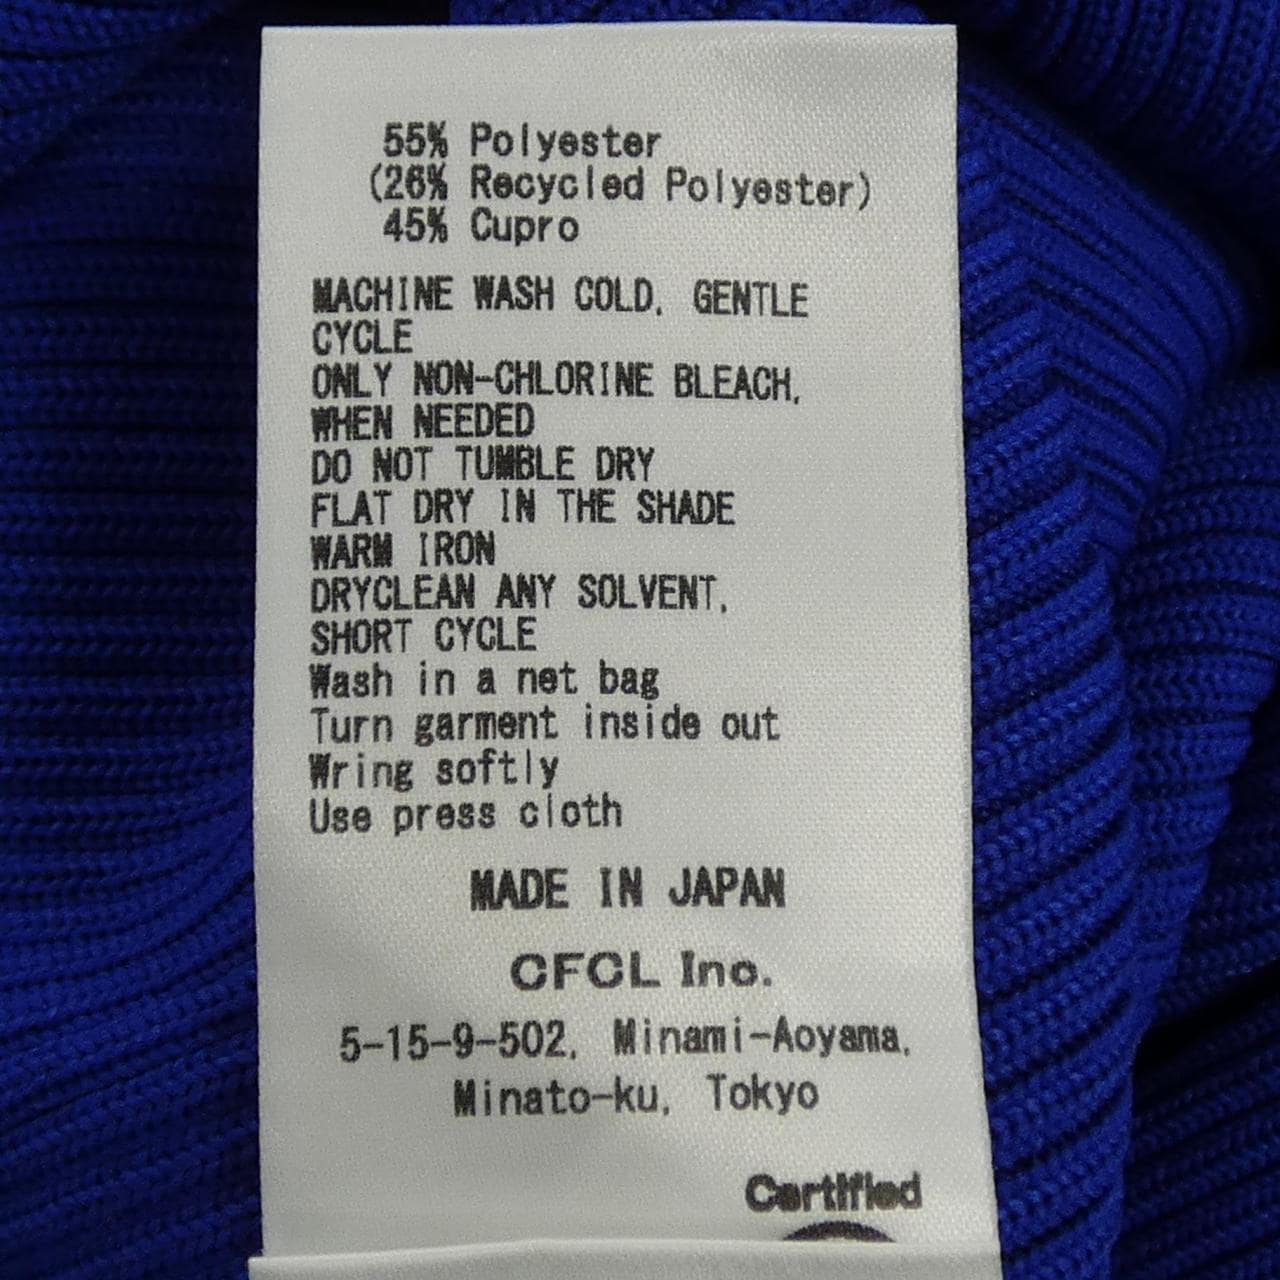 55% Polyester
(26% Recycled Polyester)
45% Cupro
MACHINE WASH COLD, GENTLE
CYCLE
ONLY NON-CHLORINE BLEACH,
WHEN NEEDED
DO NOT TUMBLE DRY
FLAT DRY IN THE SHADE
WARM IRON
DRYCLEAN ANY SOLVENT,
SHORT CYCLE
Wash in a net bag
Turn garment inside out
Wring softly
Use press cloth
MADE IN JAPAN
CFCL Inc.
5-15-9-502, Minami-Aoyama,
Minato-ku, Tokyo
Certified